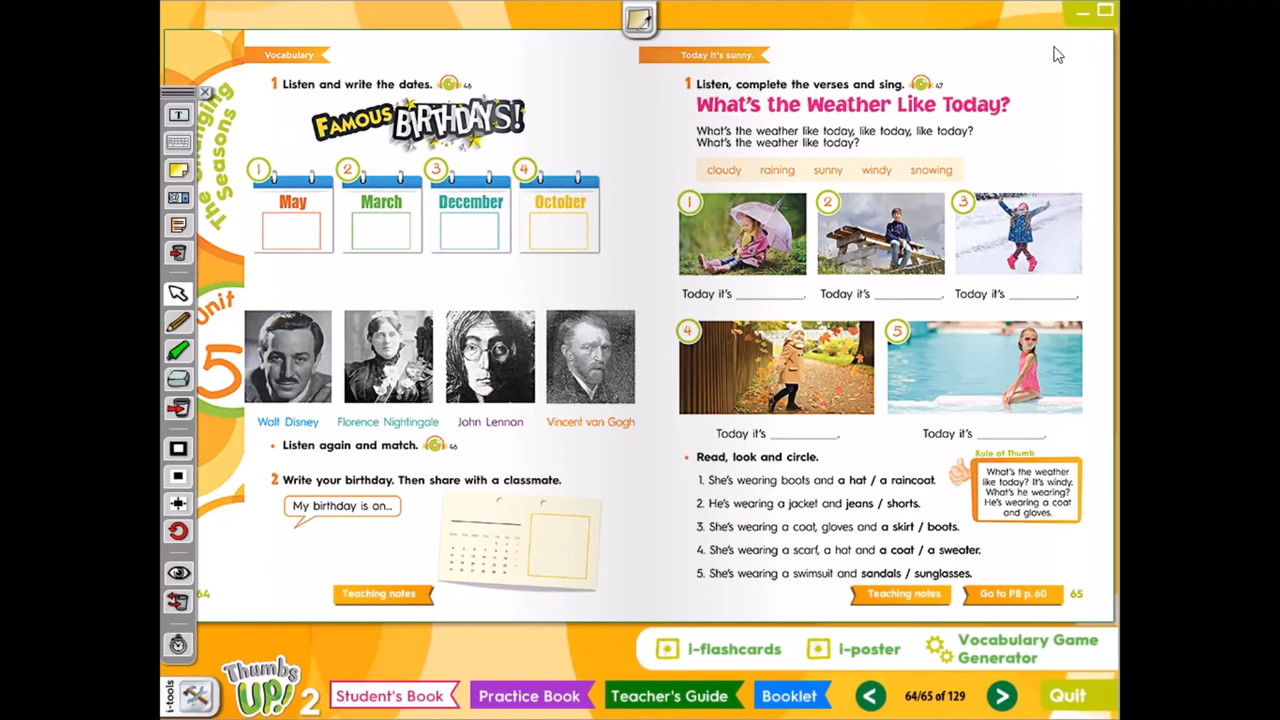 Vocabulary
1 Listen and write the dates. 46
FAMOUS BIRTHDAYS!
1 2 3 4
May March December October
Walt Disney Florence Nightingale John Lennon Vincent van Gogh
• Listen again and match. 46
2 Write your birthday. Then share with a classmate.
My birthday is on...
Teaching notes
64
The Changing
Seasons
Unit
5
Today it's sunny.
1 Listen, complete the verses and sing. 47
What's the Weather Like Today?
What's the weather like today, like today, like today?
What's the weather like today?
cloudy raining sunny windy snowing
1 2 3
Today it's __________. Today it's __________. Today it's __________.
4 5
Today it's __________. Today it's __________.
• Read, look and circle.
1. She's wearing boots and a hat / a raincoat.
2. He's wearing a jacket and jeans / shorts.
3. She's wearing a coat, gloves and a skirt / boots.
4. She's wearing a scarf, a hat and a coat / a sweater.
5. She's wearing a swimsuit and sandals / sunglasses.
Rule of Thumb
What's the weather
like today? It's windy.
What's he wearing?
He's wearing a coat
and gloves.
Teaching notes
Go to PB p. 60
65
i-flashcards
i-poster
Vocabulary Game
Generator
i-tools
Thumbs
UP! 2
Student's Book
Practice Book
Teacher's Guide
Booklet
< 64/65 of 129 >
Quit